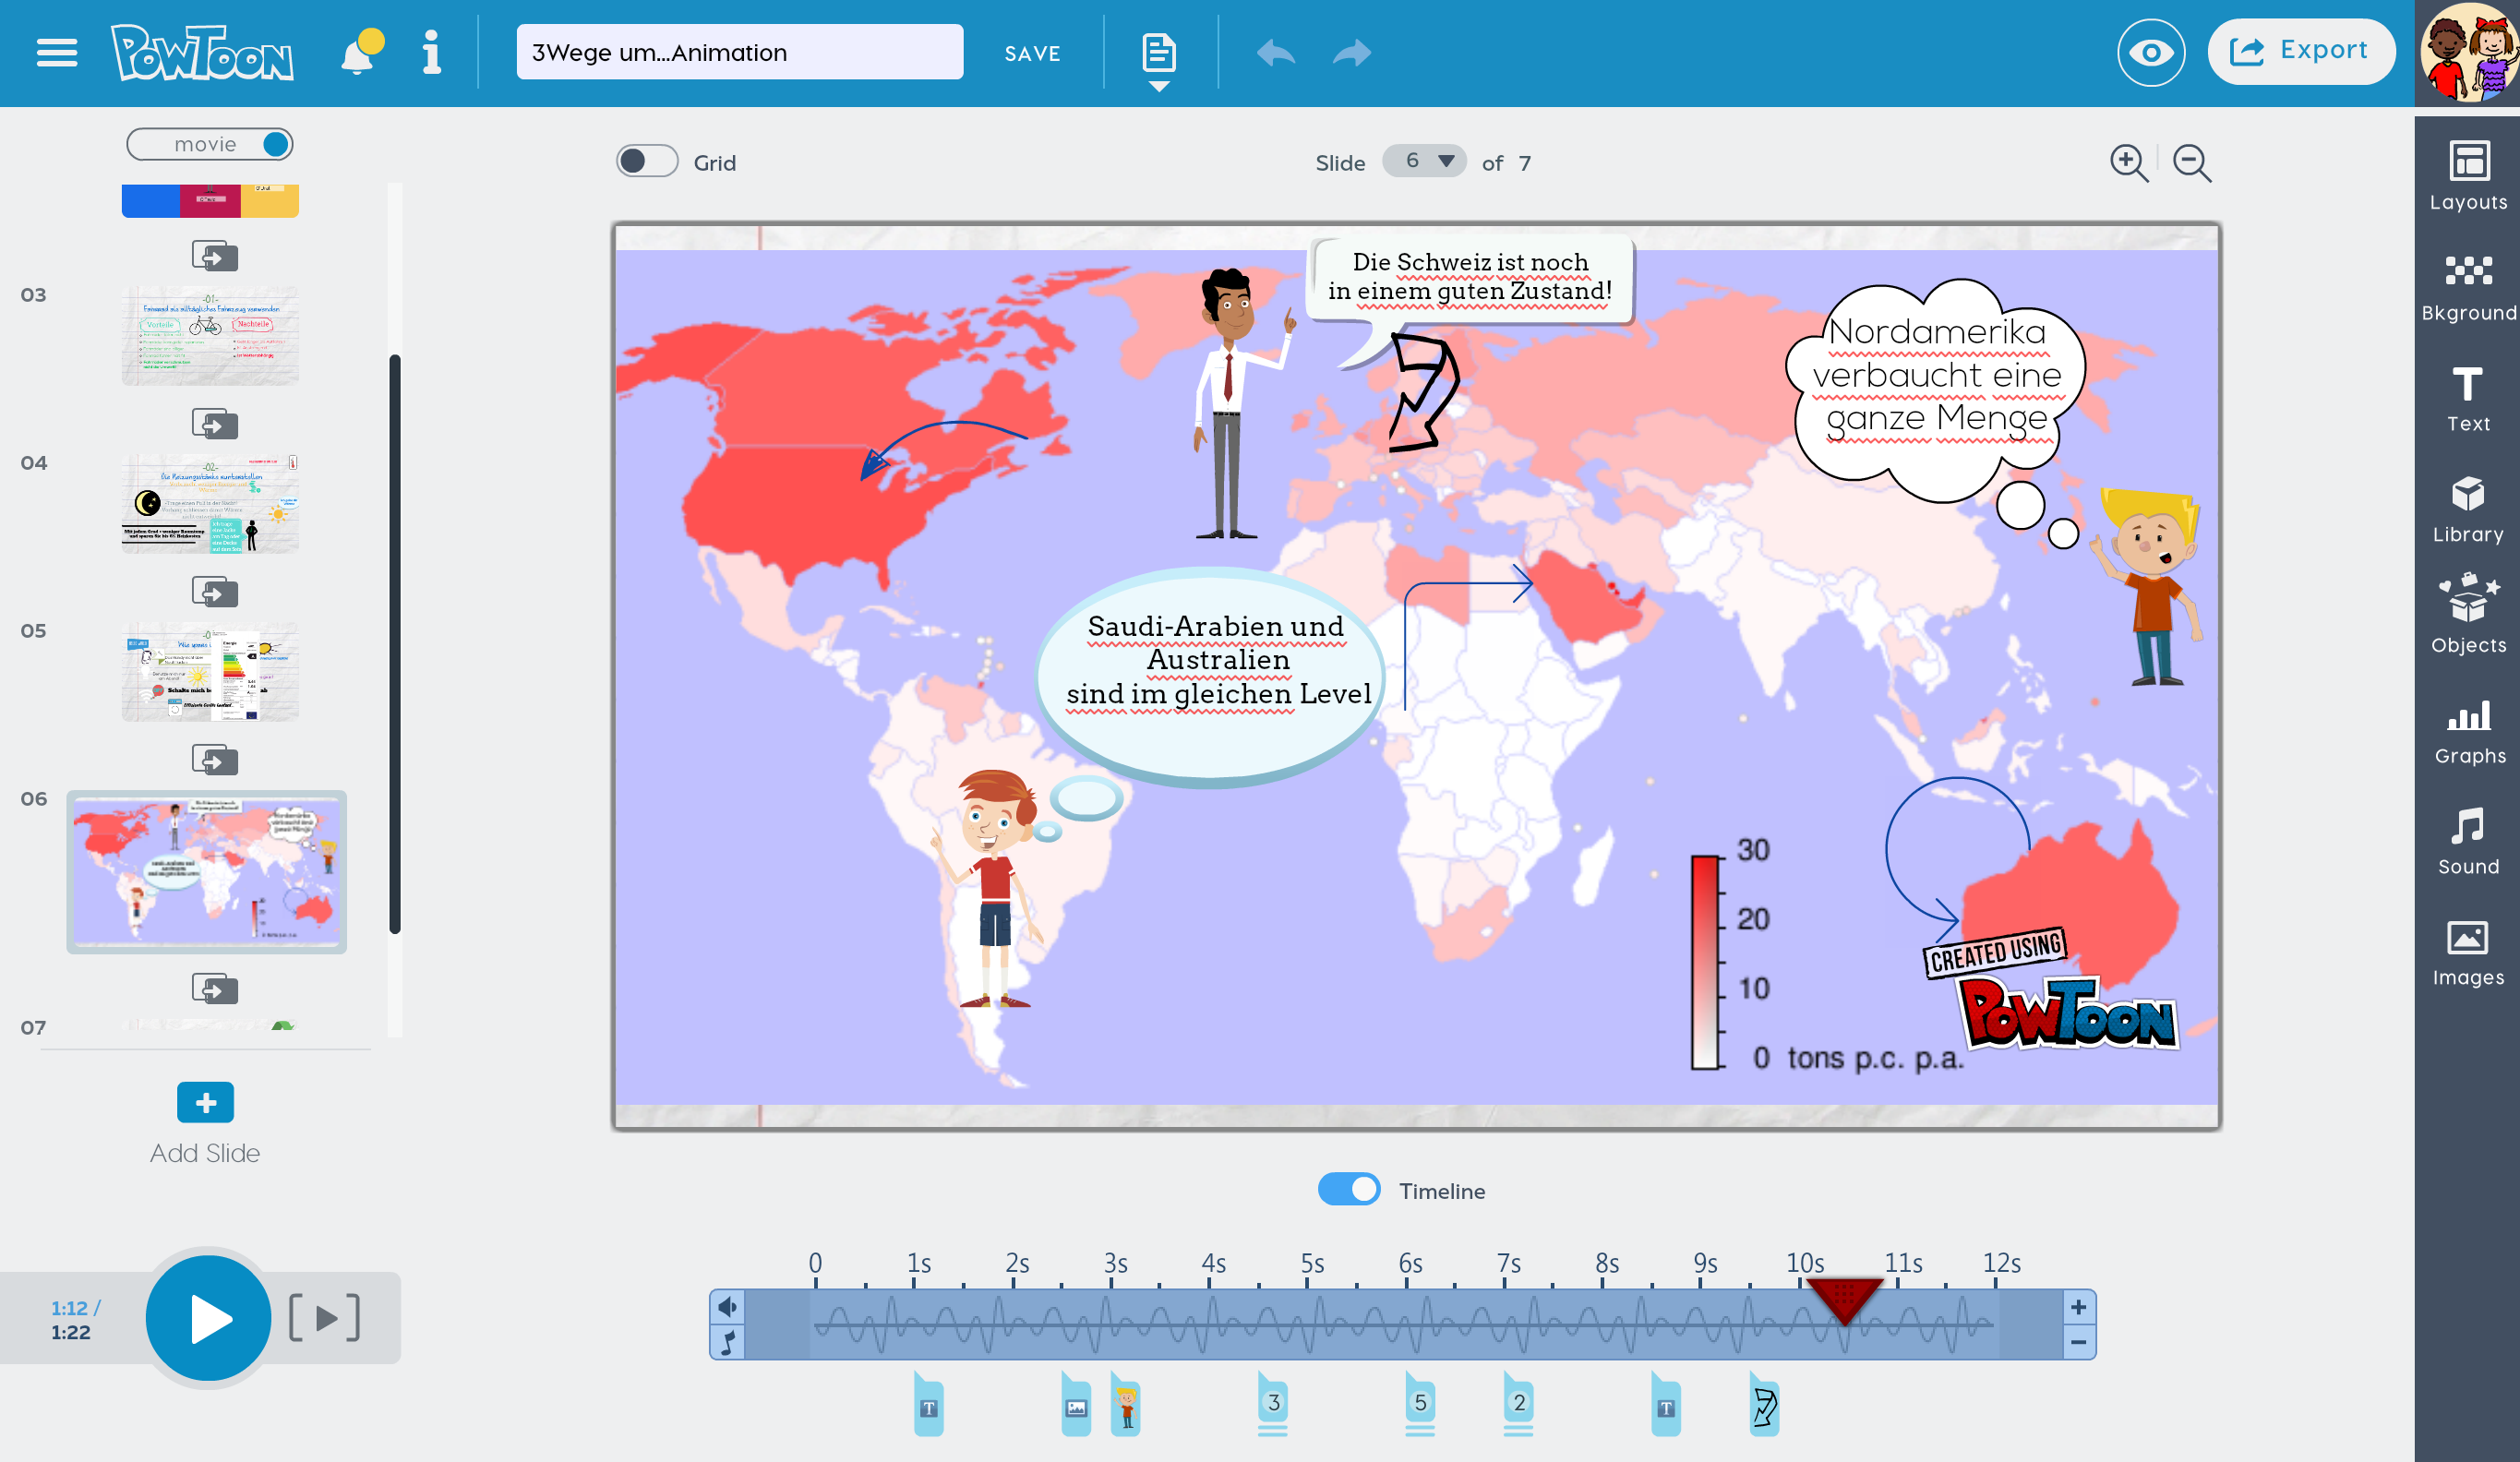 POWTOON
3Wege um...Animation
SAVE
Export
movie
Grid
Slide 6 of 7
03
-01-
Vorteile
Nachteile
04
-02-
05
06
07
Add Slide
1:12 /
1:22
Die Schweiz ist noch
in einem guten Zustand!
Nordamerika
verbaucht eine
ganze Menge
Saudi-Arabien und
Australien
sind im gleichen Level
30
20
10
0 tons p.c. p.a.
CREATED USING
POWTOON
Timeline
0 1s 2s 3s 4s 5s 6s 7s 8s 9s 10s 11s 12s
T 3 5 2 T
Layouts
Bkground
T
Text
Library
Objects
Graphs
Sound
Images